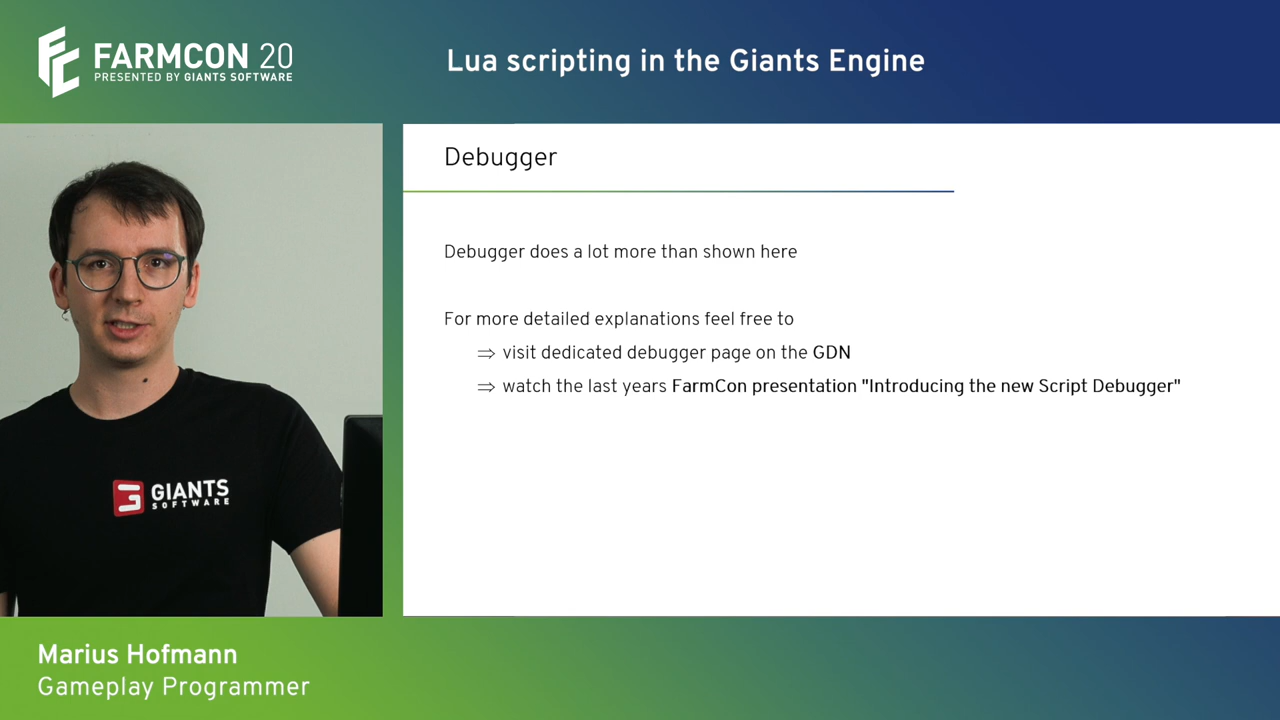 FARMCON 20
PRESENTED BY GIANTS SOFTWARE
Lua scripting in the Giants Engine
Debugger
Debugger does a lot more than shown here
For more detailed explanations feel free to
⇒ visit dedicated debugger page on the GDN
⇒ watch the last years FarmCon presentation "Introducing the new Script Debugger"
GIANTS
SOFTWARE
Marius Hofmann
Gameplay Programmer